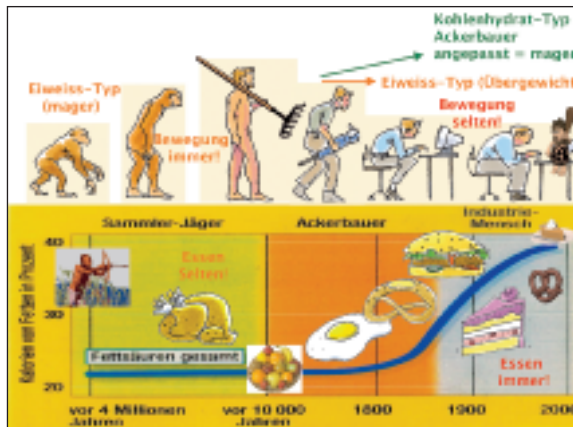 Kohlenhydrat-Typ
Ackerbauer
angepasst = mager
Eiweiss-Typ
(mager)
Eiweiss-Typ (Übergewicht
Bewegung
immer!
Bewegung
selten!
Sammler-Jäger
Ackerbauer
Industrie-
Mensch
Kalorien von Fetten in Prozent
40
30
20
Essen
Selten!
Fettsäuren gesamt
Essen
immer!
vor 4 Millionen
Jahren
vor 10 000
Jahren
1800
1900
2000